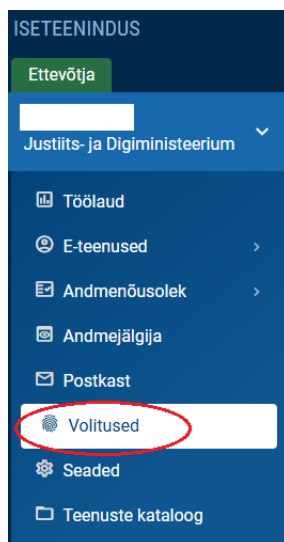 ISETEENINDUS
Ettevõtja
Justiits- ja Digiministeerium
Töölaud
E-teenused
Andmenõusolek
Andmejälgija
Postkast
Volitused
Seaded
Teenuste kataloog